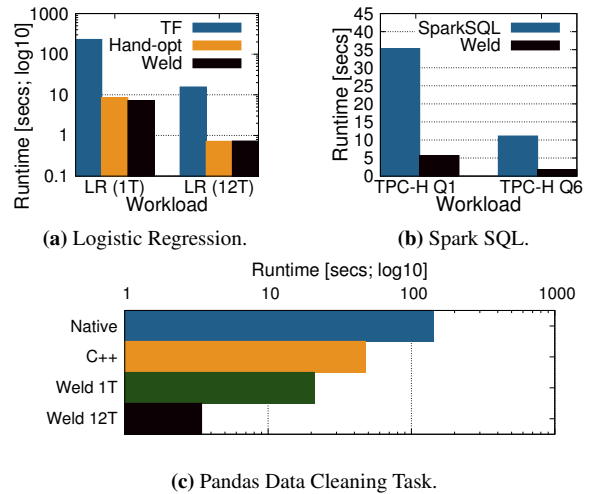 Runtime [secs; log10]
1000
100
10
1
0.1
TF
Hand-opt
Weld
LR (1T)
LR (12T)
Workload
(a) Logistic Regression.
Runtime [secs]
45
40
35
30
25
20
15
10
5
0
SparkSQL
Weld
TPC-H Q1
TPC-H Q6
Workload
(b) Spark SQL.
Runtime [secs; log10]
1 10 100 1000
Native
C++
Weld 1T
Weld 12T
(c) Pandas Data Cleaning Task.